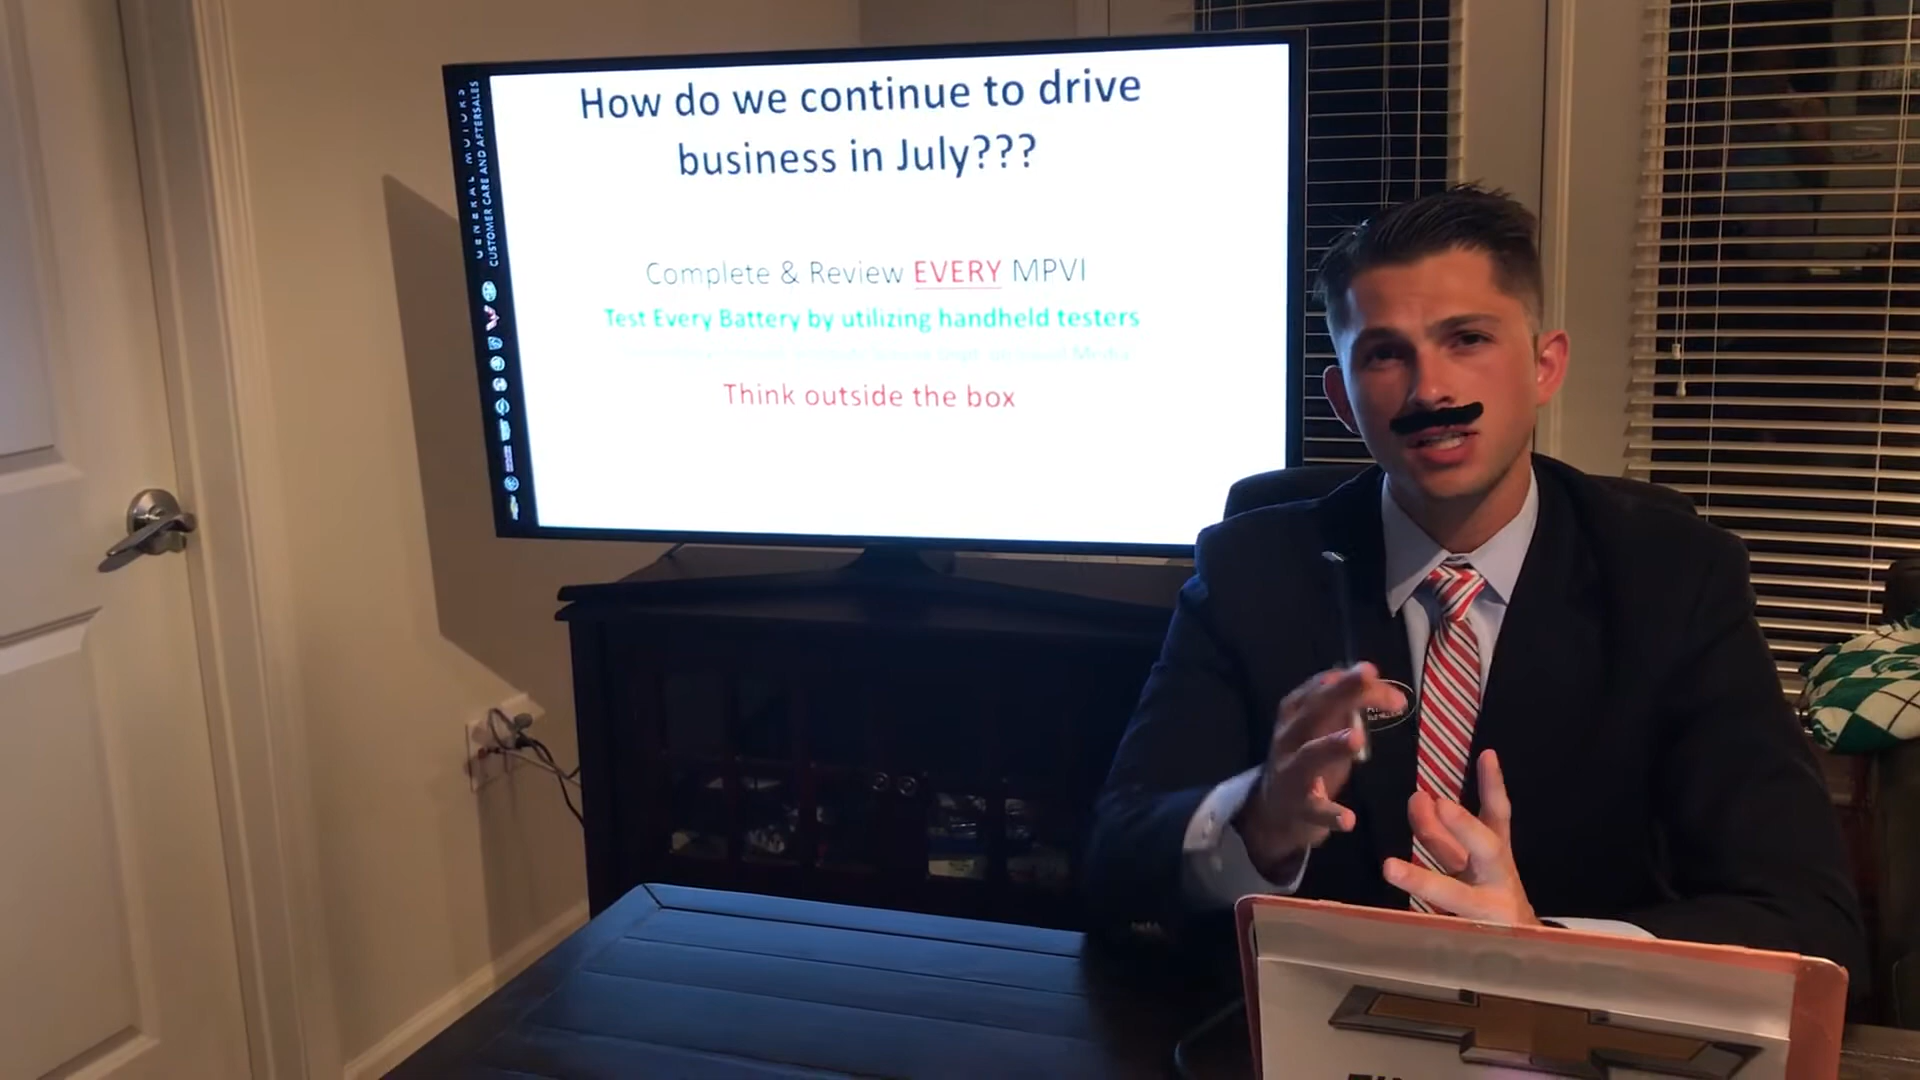 How do we continue to drive
business in July???
Complete & Review EVERY MPVI
Test Every Battery by utilizing handheld testers
Think outside the box
GENERAL MOTORS
CUSTOMER CARE AND AFTERSALES